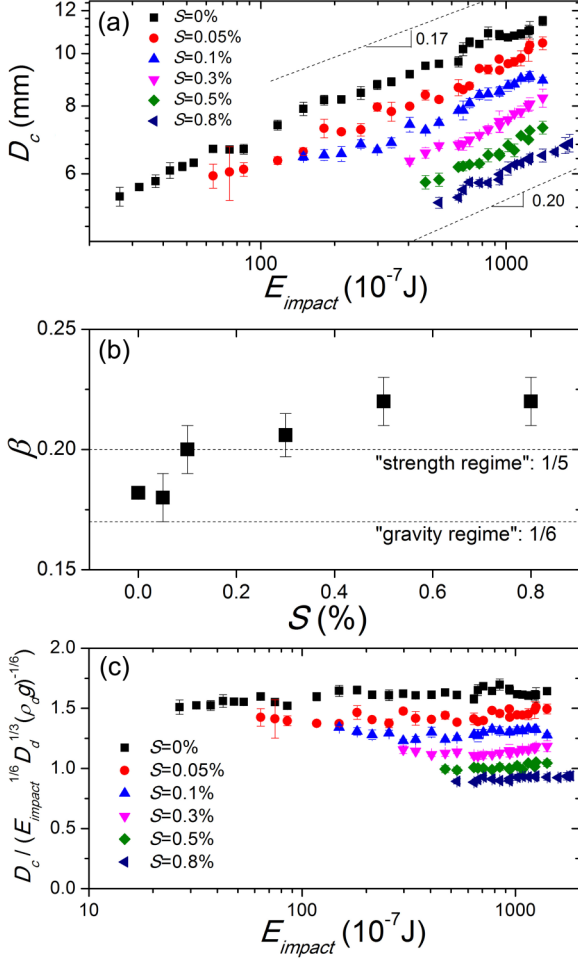 (a)
S=0%
S=0.05%
S=0.1%
S=0.3%
S=0.5%
S=0.8%
0.17
0.20
12
10
8
6
D_c (mm)
100
1000
E_impact (10^-7 J)
(b)
0.25
0.20
0.15
β
"strength regime": 1/5
"gravity regime": 1/6
0.0
0.2
0.4
0.6
0.8
S (%)
(c)
2.0
1.5
1.0
0.5
0.0
D_c / (E_impact^1/6 D_d^1/3 (ρ_d g)^-1/6)
S=0%
S=0.05%
S=0.1%
S=0.3%
S=0.5%
S=0.8%
10
100
1000
E_impact (10^-7 J)